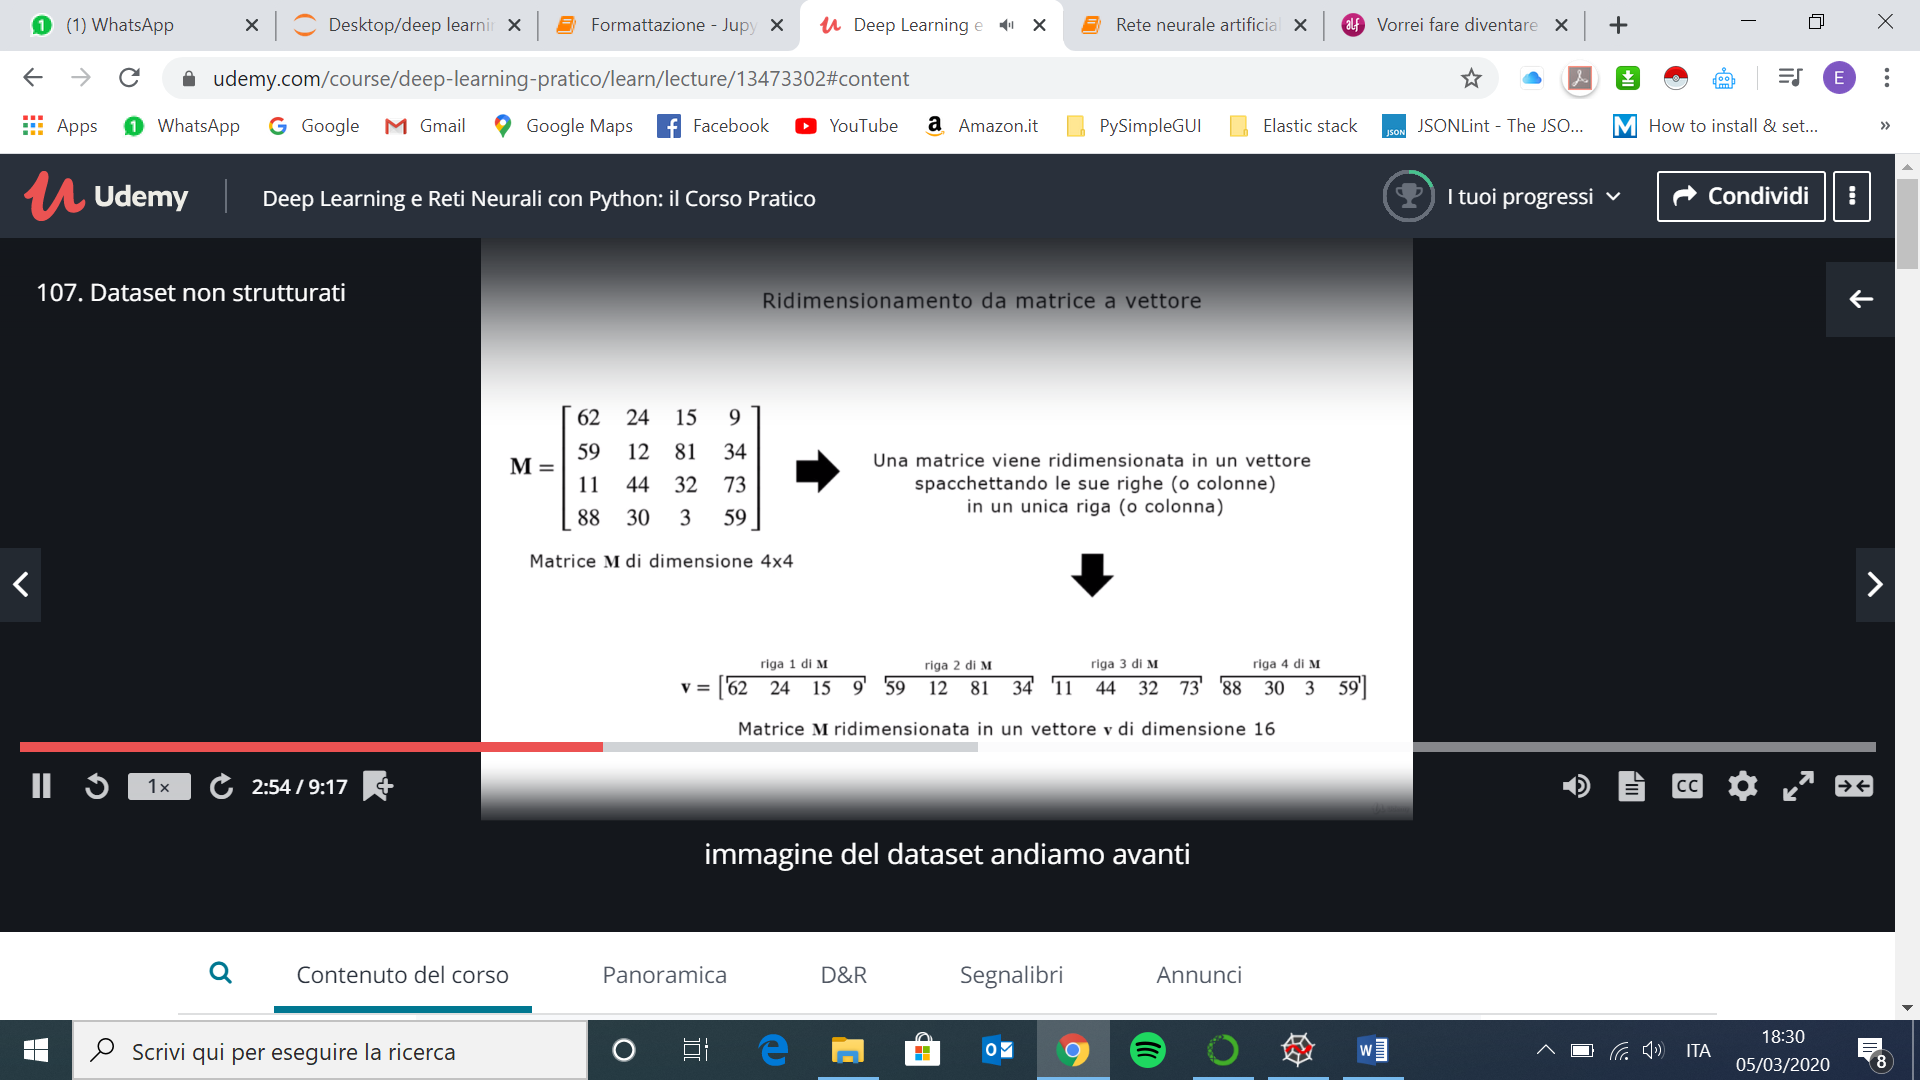 (1) WhatsApp
Desktop/deep learnin
Formattazione - Jupy
Deep Learning e
Rete neurale artificial
Vorrei fare diventare
udemy.com/course/deep-learning-pratico/learn/lecture/13473302#content
E
Apps
WhatsApp
Google
Gmail
Google Maps
Facebook
YouTube
Amazon.it
PySimpleGUI
Elastic stack
JSONLint - The JSO...
How to install & set...
»
Udemy
Deep Learning e Reti Neurali con Python: il Corso Pratico
I tuoi progressi
Condividi
107. Dataset non strutturati
Ridimensionamento da matrice a vettore
M =
62 24 15 9
59 12 81 34
11 44 32 73
88 30 3 59
Matrice M di dimensione 4x4
Una matrice viene ridimensionata in un vettore
spacchettando le sue righe (o colonne)
in un unica riga (o colonna)
riga 1 di M riga 2 di M riga 3 di M riga 4 di M
v = [62 24 15 9 59 12 81 34 11 44 32 73 88 30 3 59]
Matrice M ridimensionata in un vettore v di dimensione 16
1×
2:54 / 9:17
CC
immagine del dataset andiamo avanti
Contenuto del corso
Panoramica
D&R
Segnalibri
Annunci
Scrivi qui per eseguire la ricerca
ITA
18:30
05/03/2020
8